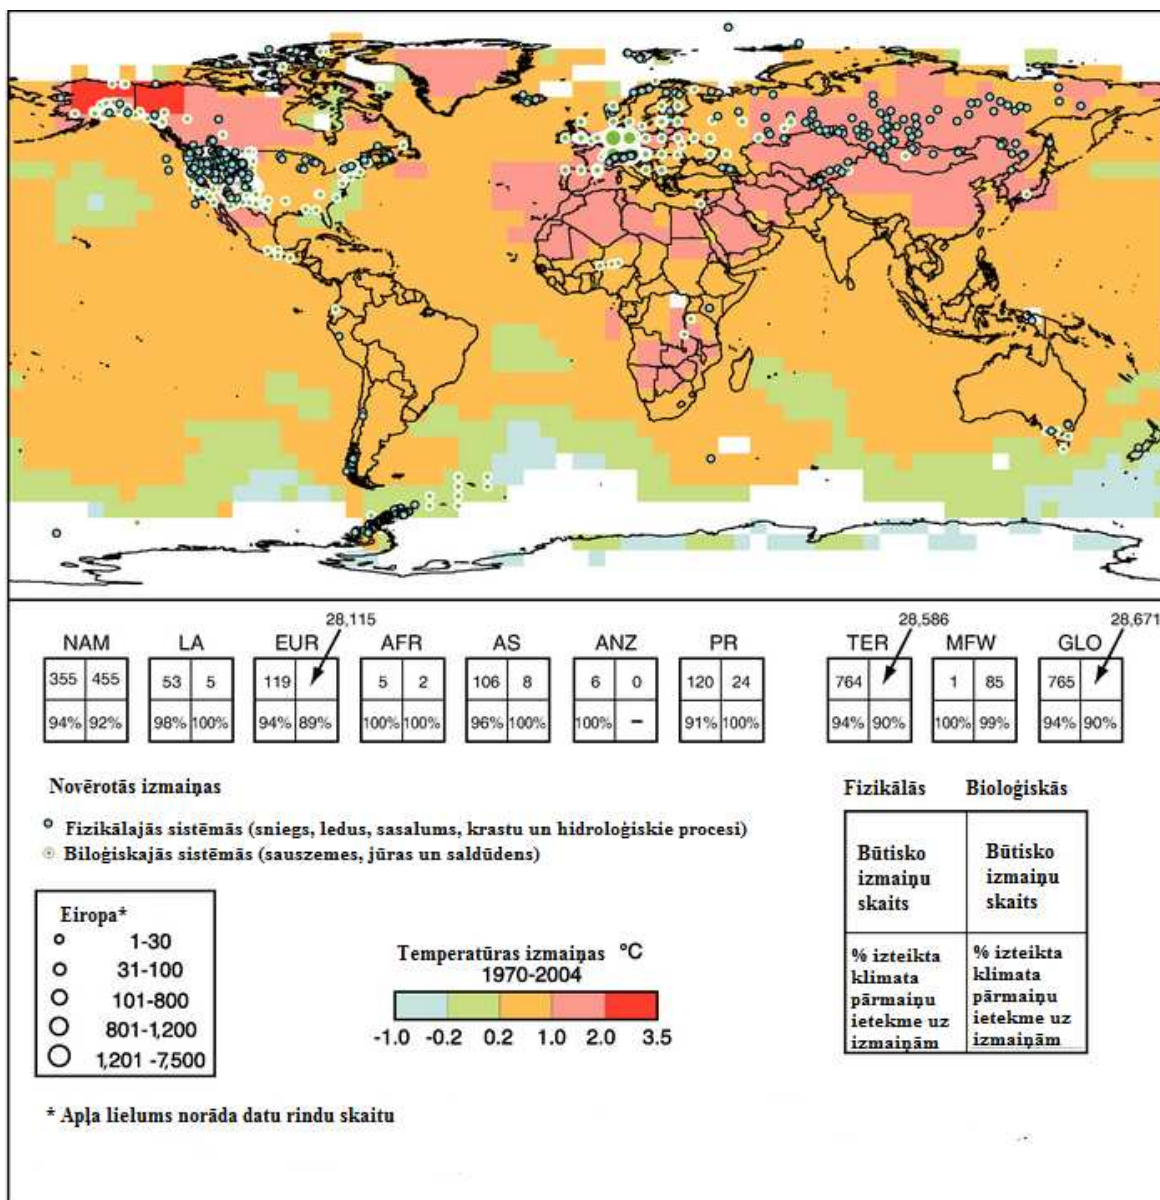 28,115
28,586
28,671
NAM LA EUR AFR AS ANZ PR TER MFW GLO
355 455 53 5 119 5 2 106 8 6 0 120 24 764 1 85 765
94% 92% 98% 100% 94% 89% 100% 100% 96% 100% 100% – 91% 100% 94% 90% 100% 99% 94% 90%
Novērotās izmaiņas
Fizikālajās sistēmās (sniegs, ledus, sasalums, krastu un hidroloģiskie procesi)
Biloģiskajās sistēmās (sauszemes, jūras un saldūdens)
Eiropa*
1-30
31-100
101-800
801-1,200
1,201 -7,500
Temperatūras izmaiņas °C
1970-2004
-1.0 -0.2 0.2 1.0 2.0 3.5
Fizikālās Bioloģiskās
Būtisko
izmaiņu
skaits
Būtisko
izmaiņu
skaits
% izteikta
klimata
pārmaiņu
ietekme uz
izmaiņām
% izteikta
klimata
pārmaiņu
ietekme uz
izmaiņām
* Apļa lielums norāda datu rindu skaitu